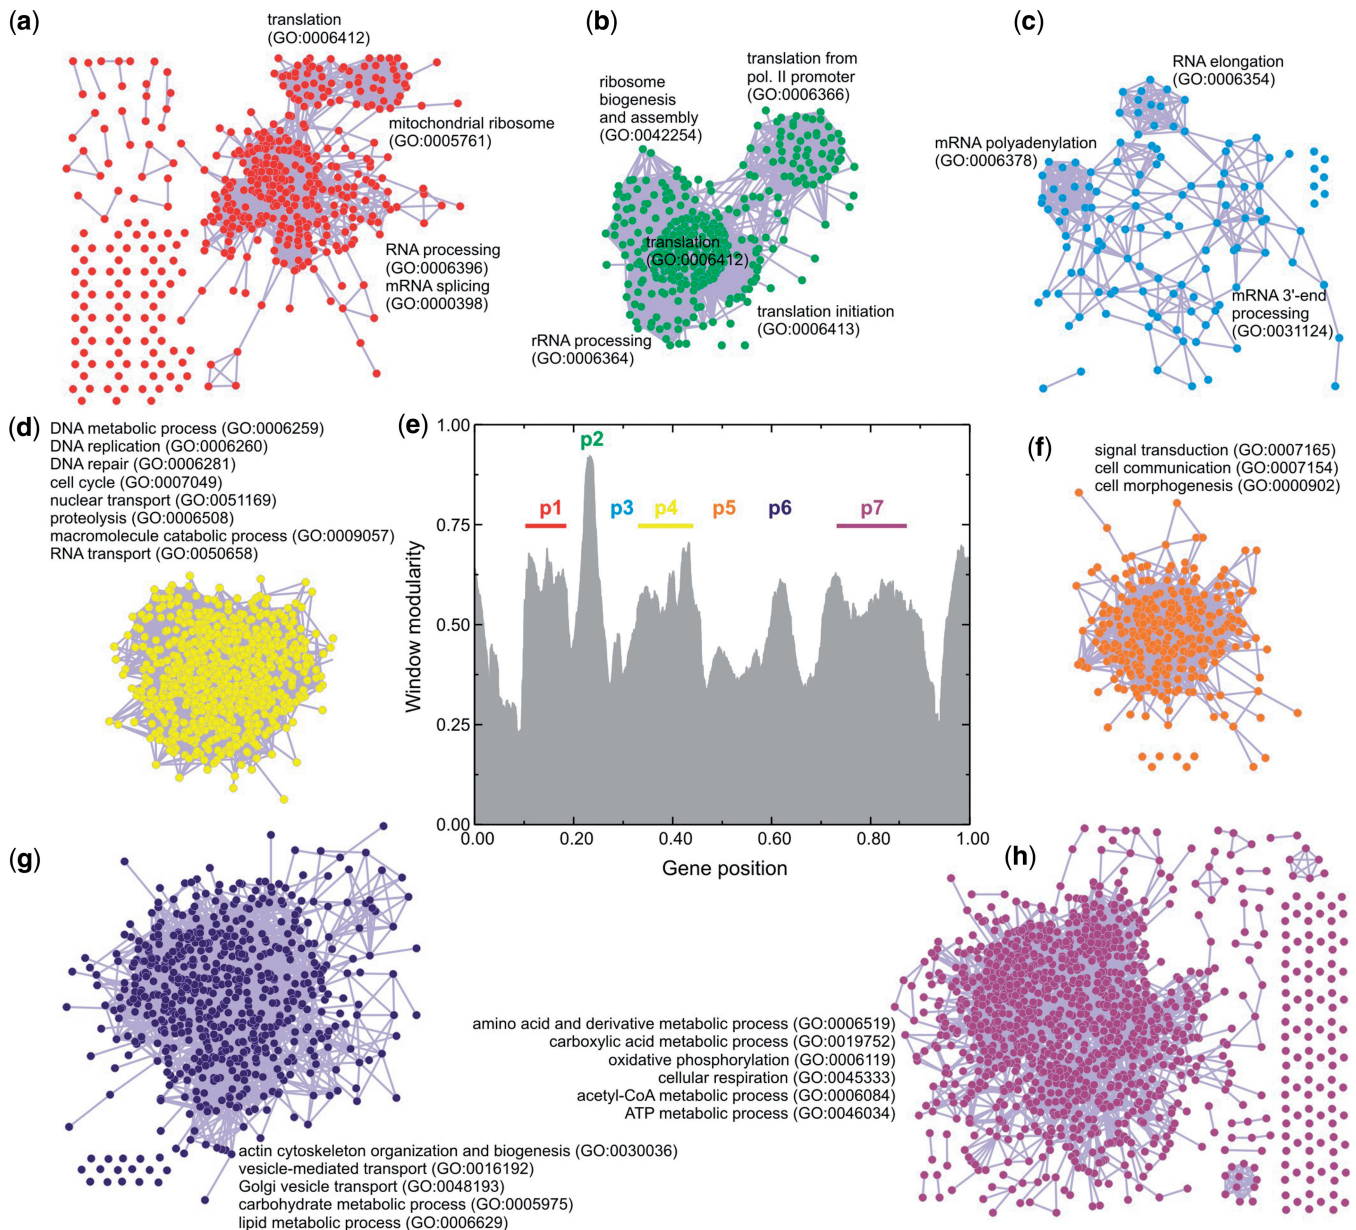 (a)
translation
(GO:0006412)
mitochondrial ribosome
(GO:0005761)
RNA processing
(GO:0006396)
mRNA splicing
(GO:0000398)
(b)
ribosome
biogenesis
and assembly
(GO:0042254)
translation from
pol. II promoter
(GO:0006366)
translation
(GO:0006412)
translation initiation
(GO:0006413)
rRNA processing
(GO:0006364)
(c)
RNA elongation
(GO:0006354)
mRNA polyadenylation
(GO:0006378)
mRNA 3'-end
processing
(GO:0031124)
(d)
DNA metabolic process (GO:0006259)
DNA replication (GO:0006260)
DNA repair (GO:0006281)
cell cycle (GO:0007049)
nuclear transport (GO:0051169)
proteolysis (GO:0006508)
macromolecule catabolic process (GO:0009057)
RNA transport (GO:0050658)
(e)
1.00
0.75
0.50
0.25
0.00
Window modularity
p1
p2
p3
p4
p5
p6
p7
0.00
0.20
0.40
0.60
0.80
1.00
Gene position
(f)
signal transduction (GO:0007165)
cell communication (GO:0007154)
cell morphogenesis (GO:0000902)
(g)
actin cytoskeleton organization and biogenesis (GO:0030036)
vesicle-mediated transport (GO:0016192)
Golgi vesicle transport (GO:0048193)
carbohydrate metabolic process (GO:0005975)
lipid metabolic process (GO:0006629)
(h)
amino acid and derivative metabolic process (GO:0006519)
carboxylic acid metabolic process (GO:0019752)
oxidative phosphorylation (GO:0006119)
cellular respiration (GO:0045333)
acetyl-CoA metabolic process (GO:0006084)
ATP metabolic process (GO:0046034)